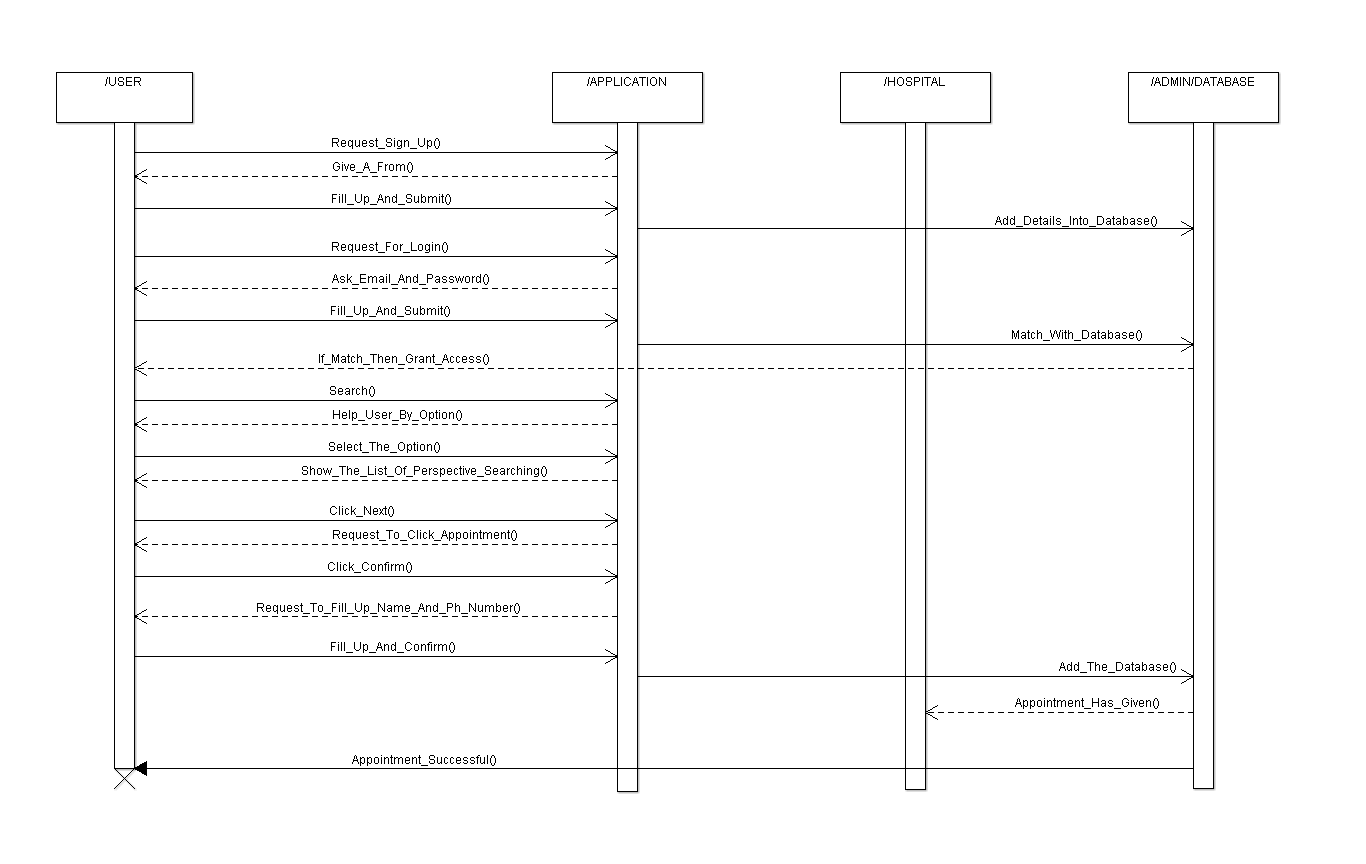 /USER
/APPLICATION
/HOSPITAL
/ADMIN/DATABASE
Request_Sign_Up()
Give_A_From()
Fill_Up_And_Submit()
Add_Details_Into_Database()
Request_For_Login()
Ask_Email_And_Password()
Fill_Up_And_Submit()
Match_With_Database()
If_Match_Then_Grant_Access()
Search()
Help_User_By_Option()
Select_The_Option()
Show_The_List_Of_Perspective_Searching()
Click_Next()
Request_To_Click_Appointment()
Click_Confirm()
Request_To_Fill_Up_Name_And_Ph_Number()
Fill_Up_And_Confirm()
Add_The_Database()
Appointment_Has_Given()
Appointment_Successful()